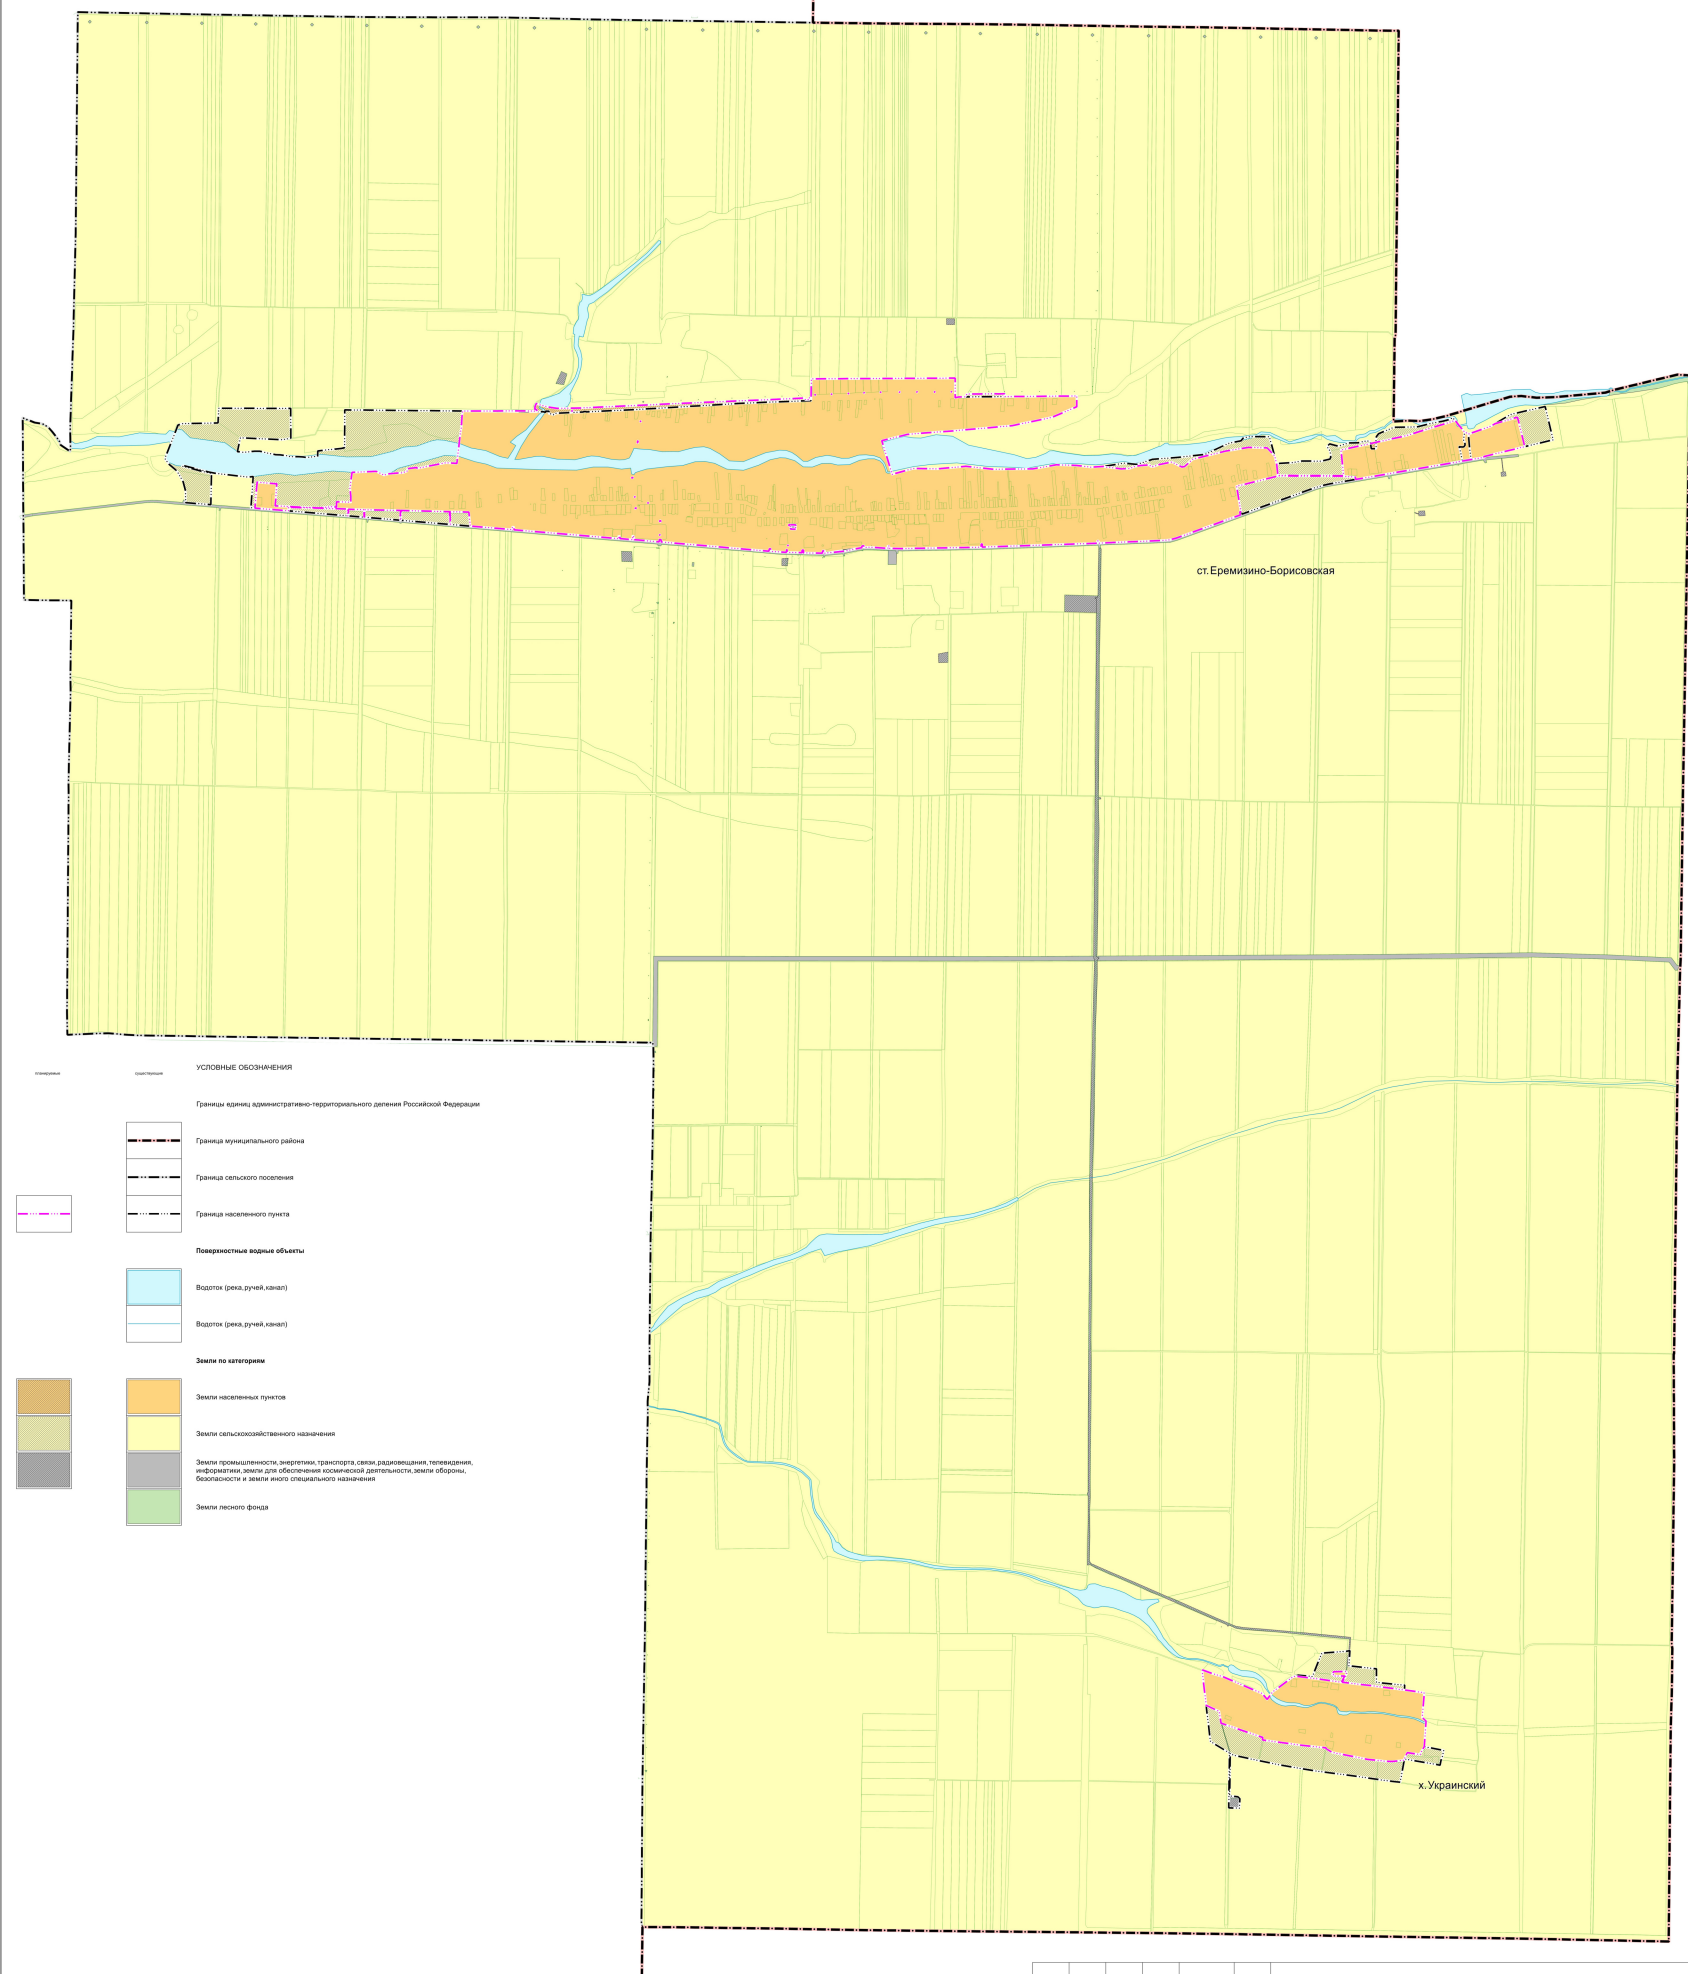 ст.Еремизино-Борисовская
УСЛОВНЫЕ ОБОЗНАЧЕНИЯ
планируемые
существующие
Границы единиц административно-территориального деления Российской Федерации
Граница муниципального района
Граница сельского поселения
Граница населенного пункта
Поверхностные водные объекты
Водоток (река,ручей,канал)
Водоток (река,ручей,канал)
Земли по категориям
Земли населенных пунктов
Земли сельскохозяйственного назначения
Земли промышленности,энергетики,транспорта,связи,радиовещания,телевидения,
информатики,земли для обеспечения космической деятельности,земли обороны,
безопасности и земли иного специального назначения
Земли лесного фонда
х.Украинский